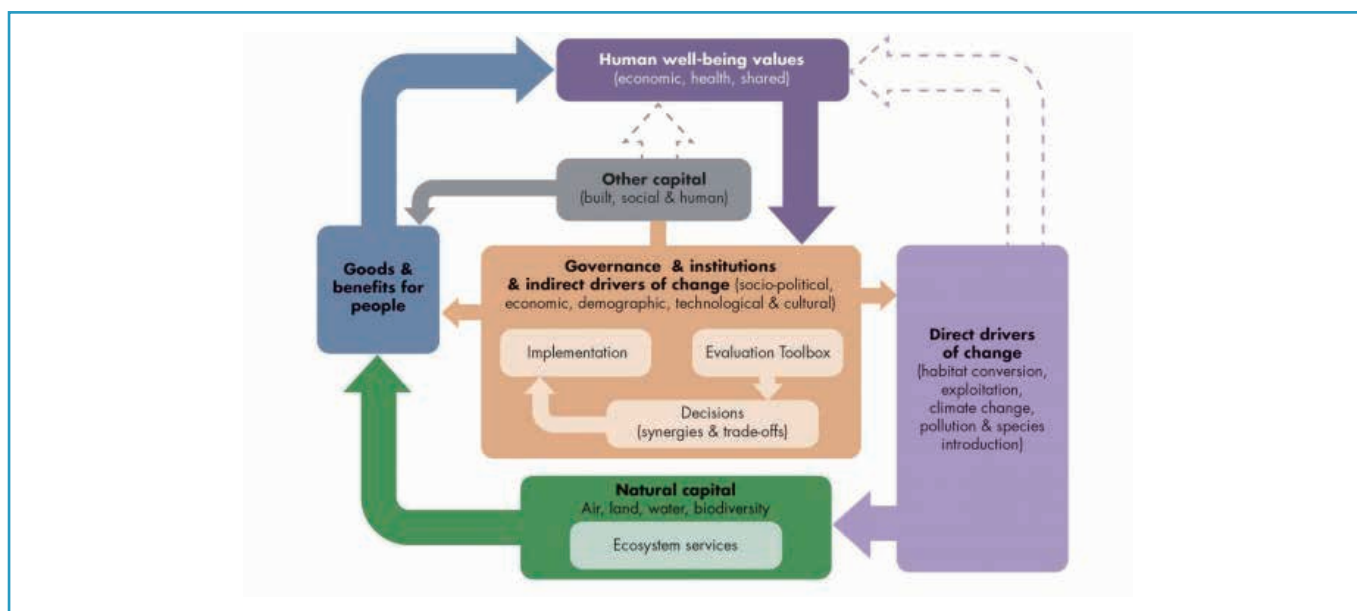 Human well-being values
(economic, health, shared)
Other capital
(built, social & human)
Goods &
benefits for
people
Governance & institutions
& indirect drivers of change (socio-political,
economic, demographic, technological & cultural)
Implementation
Evaluation Toolbox
Decisions
(synergies & trade-offs)
Direct drivers
of change
(habitat conversion,
exploitation,
climate change,
pollution & species
introduction)
Natural capital
Air, land, water, biodiversity
Ecosystem services